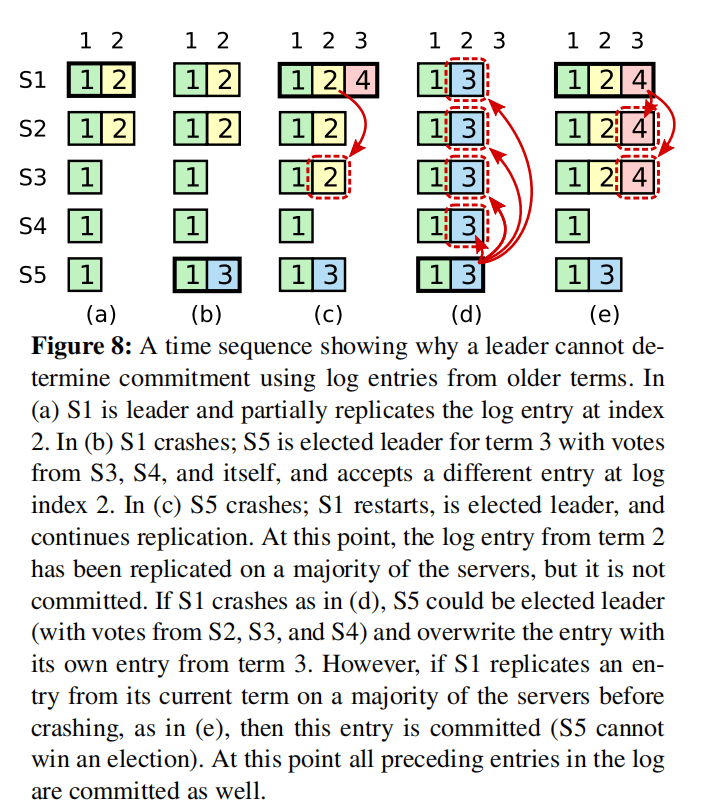 1 2 1 2 1 2 3 1 2 3 1 2 3
S1 1 2 1 2 1 2 4 1 3 1 2 4
S2 1 2 1 2 1 2 1 3 1 2 4
S3 1 1 1 2 1 3 1 2 4
S4 1 1 1 1 3 1
S5 1 1 3 1 3 1 3 1 3
(a) (b) (c) (d) (e)
Figure 8: A time sequence showing why a leader cannot de-
termine commitment using log entries from older terms. In
(a) S1 is leader and partially replicates the log entry at index
2. In (b) S1 crashes; S5 is elected leader for term 3 with votes
from S3, S4, and itself, and accepts a different entry at log
index 2. In (c) S5 crashes; S1 restarts, is elected leader, and
continues replication. At this point, the log entry from term 2
has been replicated on a majority of the servers, but it is not
committed. If S1 crashes as in (d), S5 could be elected leader
(with votes from S2, S3, and S4) and overwrite the entry with
its own entry from term 3. However, if S1 replicates an en-
try from its current term on a majority of the servers before
crashing, as in (e), then this entry is committed (S5 cannot
win an election). At this point all preceding entries in the log
are committed as well.